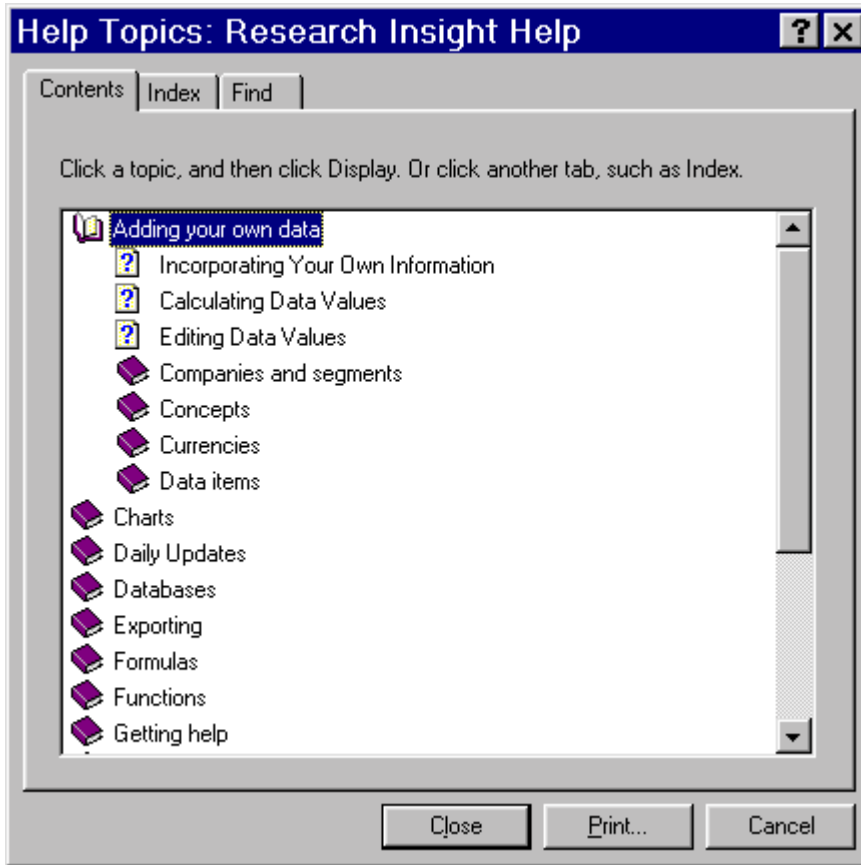 Help Topics: Research Insight Help
Contents Index Find
Click a topic, and then click Display. Or click another tab, such as Index.
Adding your own data
Incorporating Your Own Information
Calculating Data Values
Editing Data Values
Companies and segments
Concepts
Currencies
Data items
Charts
Daily Updates
Databases
Exporting
Formulas
Functions
Getting help
Close Print... Cancel